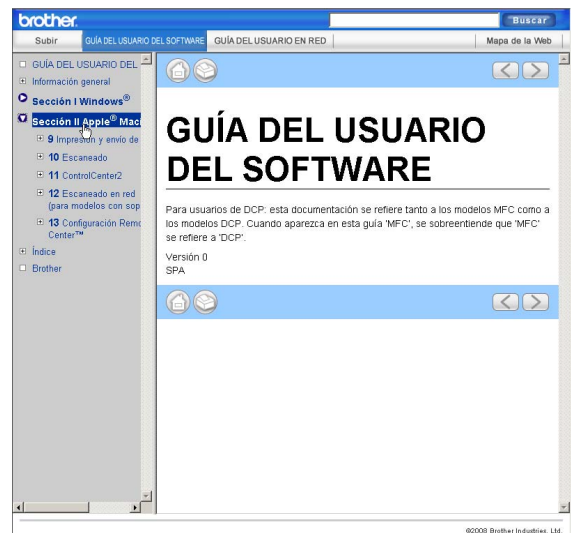 brother.
Buscar
Subir
GUÍA DEL USUARIO DEL SOFTWARE
GUÍA DEL USUARIO EN RED
Mapa de la Web
GUÍA DEL USUARIO DEL
Información general
Sección I Windows®
Sección II Apple® Maci
9 Impresión y envío de
10 Escaneado
11 ControlCenter2
12 Escaneado en red
(para modelos con sop
13 Configuración Remo
Center™
Índice
Brother
GUÍA DEL USUARIO
DEL SOFTWARE
Para usuarios de DCP: esta documentación se refiere tanto a los modelos MFC como a
los modelos DCP. Cuando aparezca en esta guía 'MFC', se sobreentiende que 'MFC'
se refiere a 'DCP'.
Versión 0
SPA
©2008 Brother Industries, Ltd.